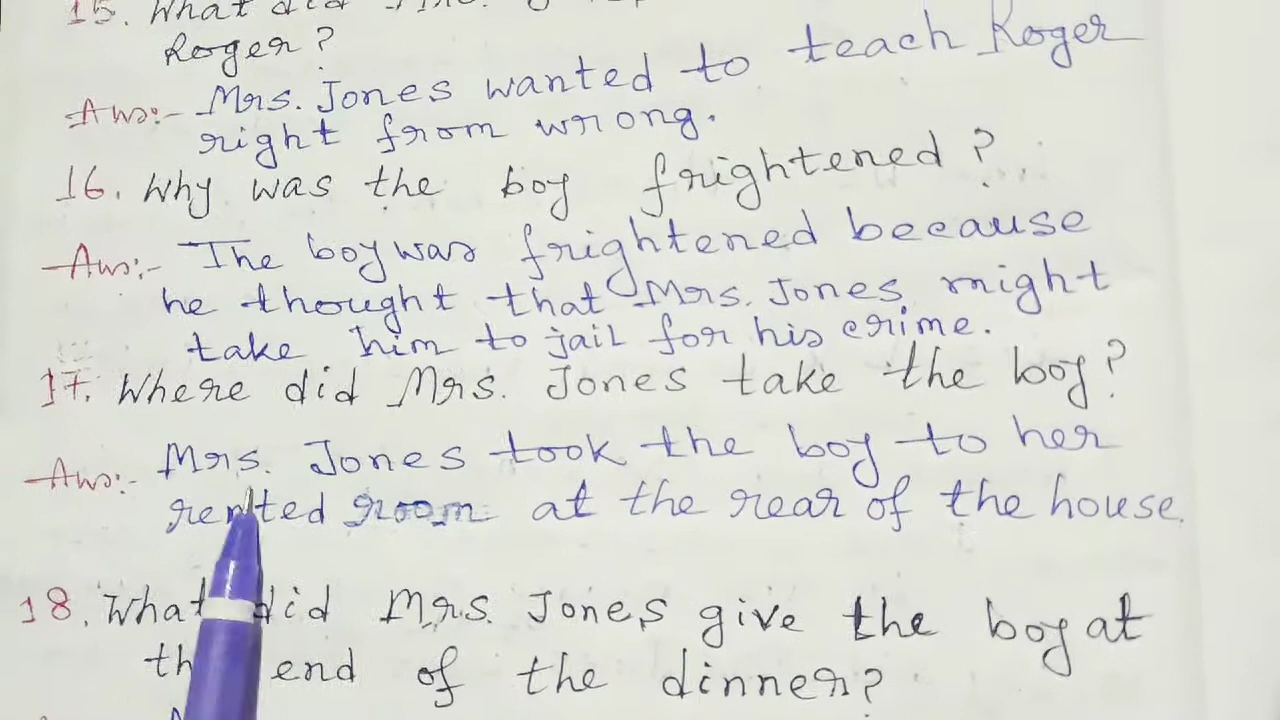 15. What did
Roger?
Ans:- Mrs. Jones wanted to teach Roger
right from wrong.
16. Why was the boy frightened?
Ans:- The boy was frightened because
he thought that Mrs. Jones might
take him to jail for his crime.
17. Where did Mrs. Jones take the boy?
Ans:- Mrs. Jones took the boy to her
rented room at the rear of the house.
18. What did Mrs. Jones give the boy at
the end of the dinner?